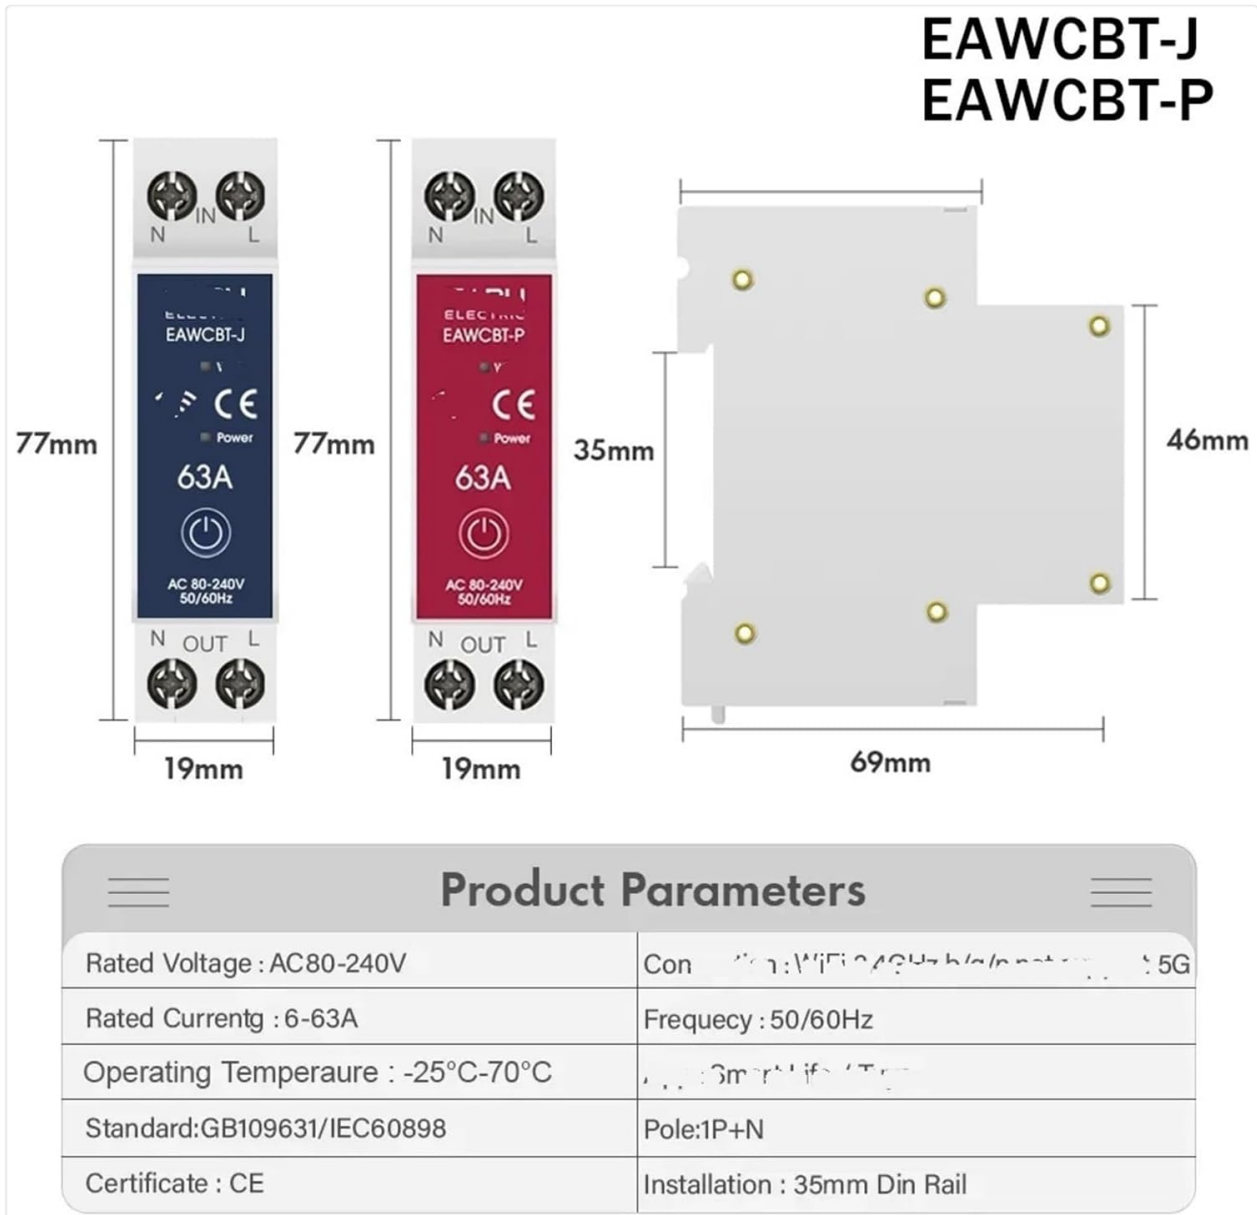 EAWCBT-J
EAWCBT-P
IN
N L
EAWCBT-J
CE
Power
63A
AC 80-240V
50/60Hz
N OUT L
77mm
19mm
IN
N L
ELECTRIC
EAWCBT-P
CE
Power
63A
AC 80-240V
50/60Hz
N OUT L
77mm
19mm
35mm
46mm
69mm
Product Parameters
Rated Voltage : AC80-240V
5G
Rated Currentg : 6-63A
Frequecy : 50/60Hz
Operating Temperaure : -25°C-70°C
Standard:GB109631/IEC60898
Pole:1P+N
Certificate : CE
Installation : 35mm Din Rail